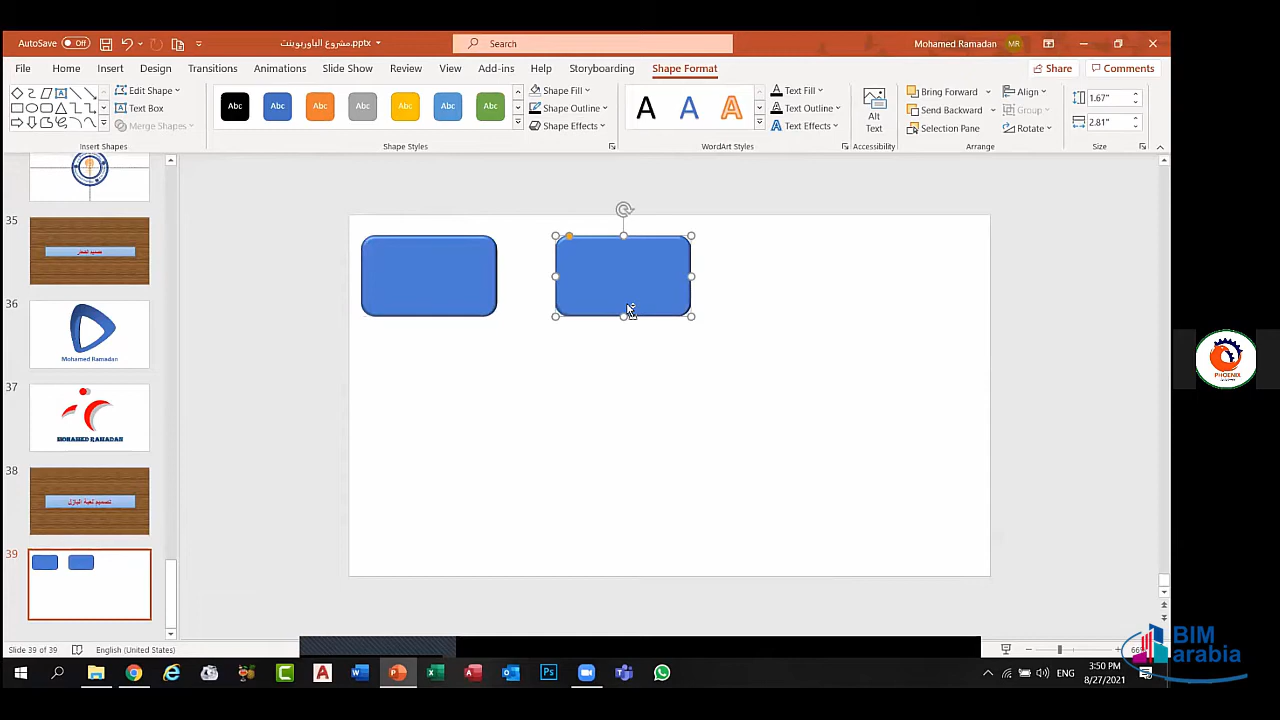 AutoSave Off مشروع الباوربوينت.pptx Search Mohamed Ramadan MR
File Home Insert Design Transitions Animations Slide Show Review View Add-ins Help Storyboarding Shape Format Share Comments
Edit Shape
Text Box
Merge Shapes
Insert Shapes
Abc Abc Abc Abc Abc Abc Abc
Shape Fill
Shape Outline
Shape Effects
Shape Styles
A A A
Text Fill
Text Outline
Text Effects
WordArt Styles
Alt Text
Accessibility
Bring Forward
Send Backward
Selection Pane
Align
Group
Rotate
Arrange
1.67"
2.81"
Size
35
36
Mohamed Ramadan
37
MOHAMED RAMADAN
38
تصميم لعبة البازل
39
PHOENIX
Slide 39 of 39 English (United States)
ENG
3:50 PM
8/27/2021
BIM
arabia